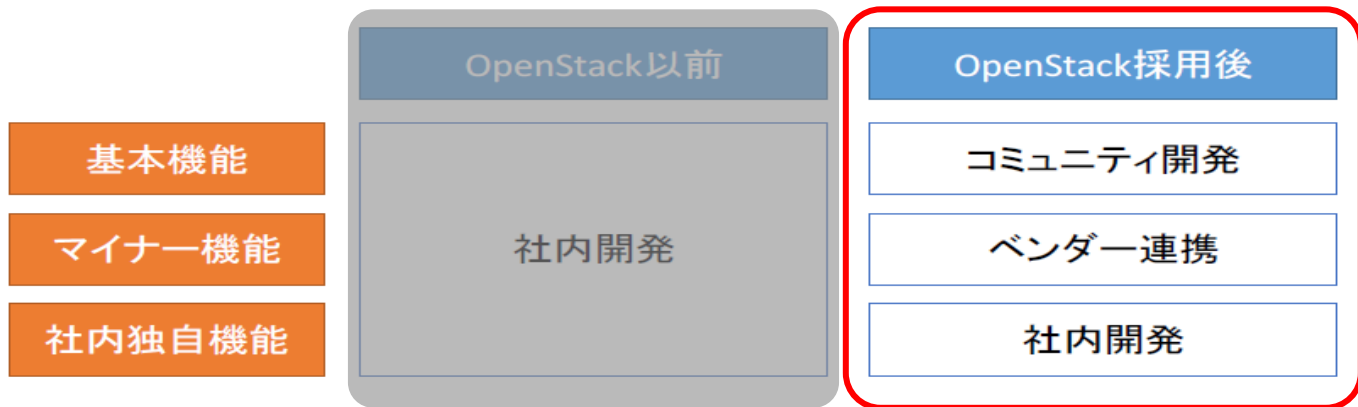 OpenStack以前
OpenStack採用後
基本機能
コミュニティ開発
マイナー機能
社内開発
ベンダー連携
社内独自機能
社内開発